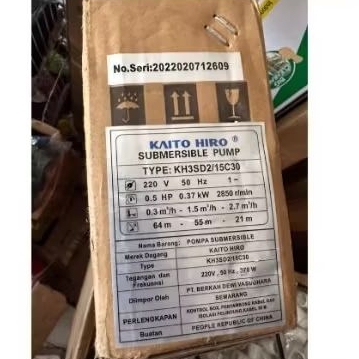 No.Seri:2022020712609
KAITO HIRO ®
SUBMERSIBLE PUMP
TYPE: KH3SD2/15C30
220 V 50 Hz 1~
0.5 HP 0.37 kW 2850 r/min
0.3 m³/h - 1.5 m³/h - 2.7 m³/h
64 m - 55 m - 21 m
Nama Barang: POMPA SUBMERSIBLE
Merek Dagang KAITO HIRO
Type KH3SD2/15C30
Tegangan dan Frekuensi 220V, 50 Hz, 370 W
Diimpor Oleh PT. BERKAH DEWI VASUDHARA
SEMARANG
PERLENGKAPAN KONTROL BOX,
Buatan PEOPLE REPUBLIC OF CHINA